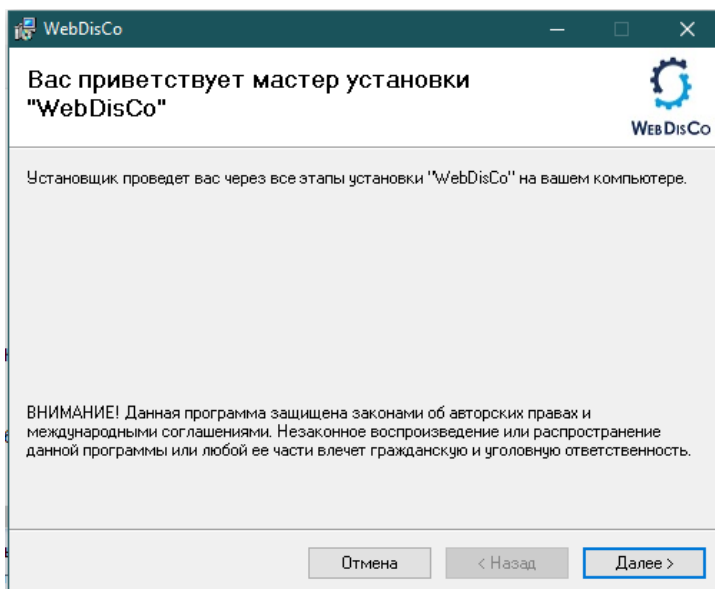 WebDisCo
Вас приветствует мастер установки
"WebDisCo"
WEBDISCO
Установщик проведет вас через все этапы установки "WebDisCo" на вашем компьютере.
ВНИМАНИЕ! Данная программа защищена законами об авторских правах и
международными соглашениями. Незаконное воспроизведение или распространение
данной программы или любой ее части влечет гражданскую и уголовную ответственность.
Отмена
< Назад
Далее >